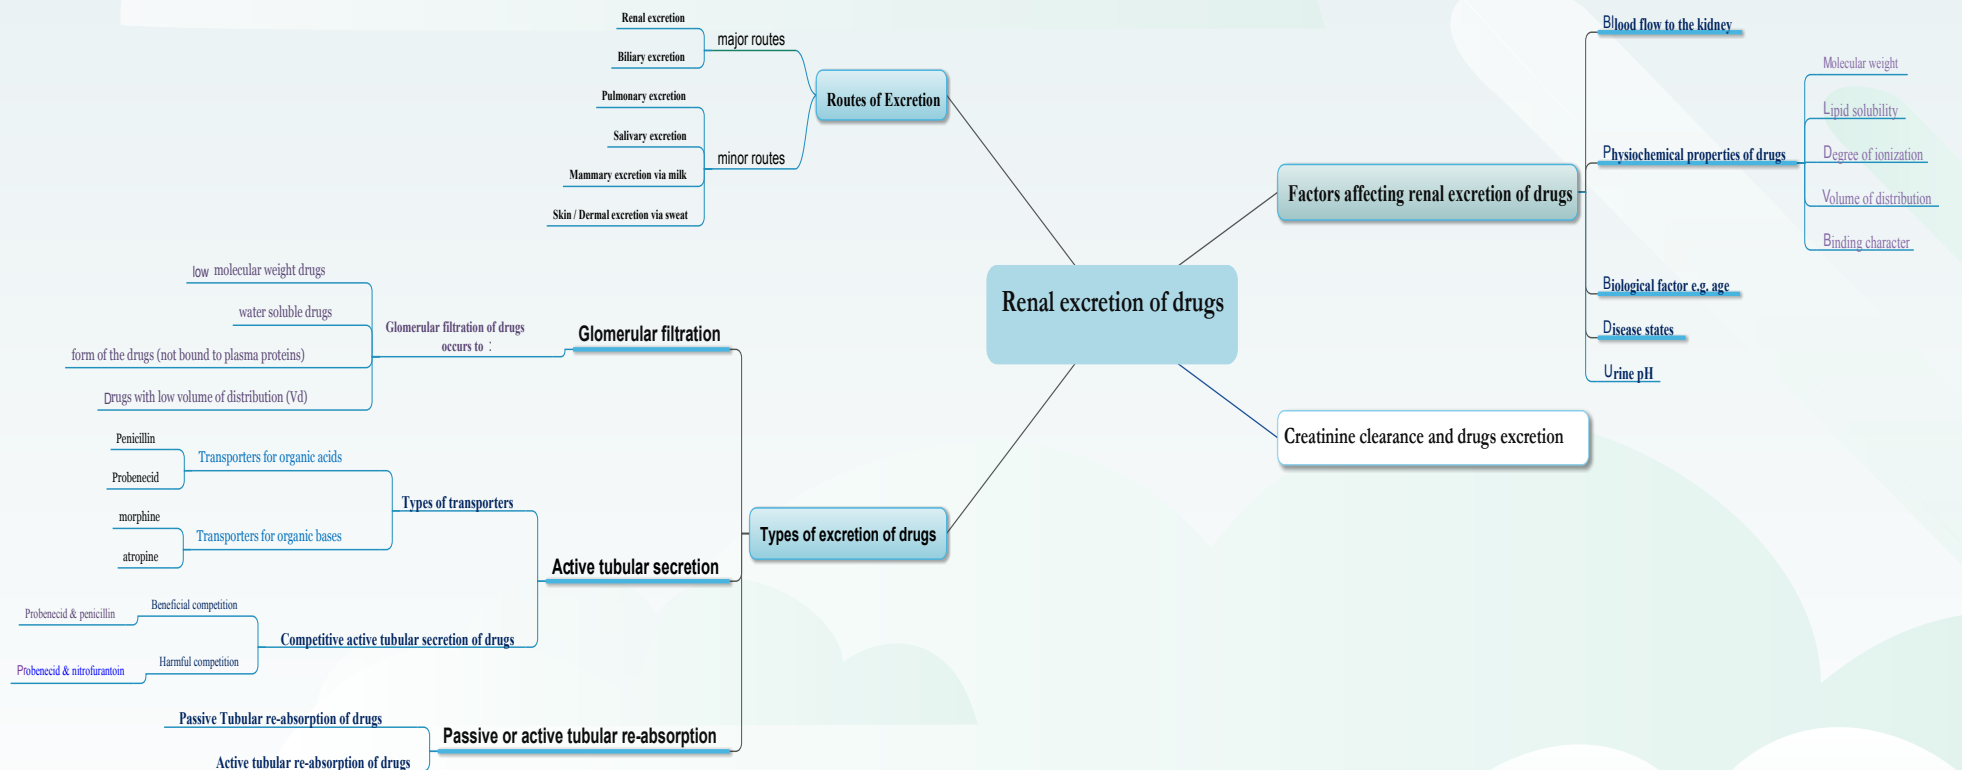 Renal excretion of drugs
Routes of Excretion
major routes
Renal excretion
Biliary excretion
minor routes
Pulmonary excretion
Salivary excretion
Mammary excretion via milk
Skin / Dermal excretion via sweat
Factors affecting renal excretion of drugs
Blood flow to the kidney
Physiochemical properties of drugs
Molecular weight
Lipid solubility
Degree of ionization
Volume of distribution
Binding character
Biological factor e.g. age
Disease states
Urine pH
Creatinine clearance and drugs excretion
Types of excretion of drugs
Glomerular filtration
Glomerular filtration of drugs
occurs to :
low molecular weight drugs
water soluble drugs
form of the drugs (not bound to plasma proteins)
Drugs with low volume of distribution (Vd)
Active tubular secretion
Types of transporters
Transporters for organic acids
Penicillin
Probenecid
Transporters for organic bases
morphine
atropine
Competitive active tubular secretion of drugs
Beneficial competition
Probenecid & penicillin
Harmful competition
Probenecid & nitrofurantoin
Passive or active tubular re-absorption
Passive Tubular re-absorption of drugs
Active tubular re-absorption of drugs